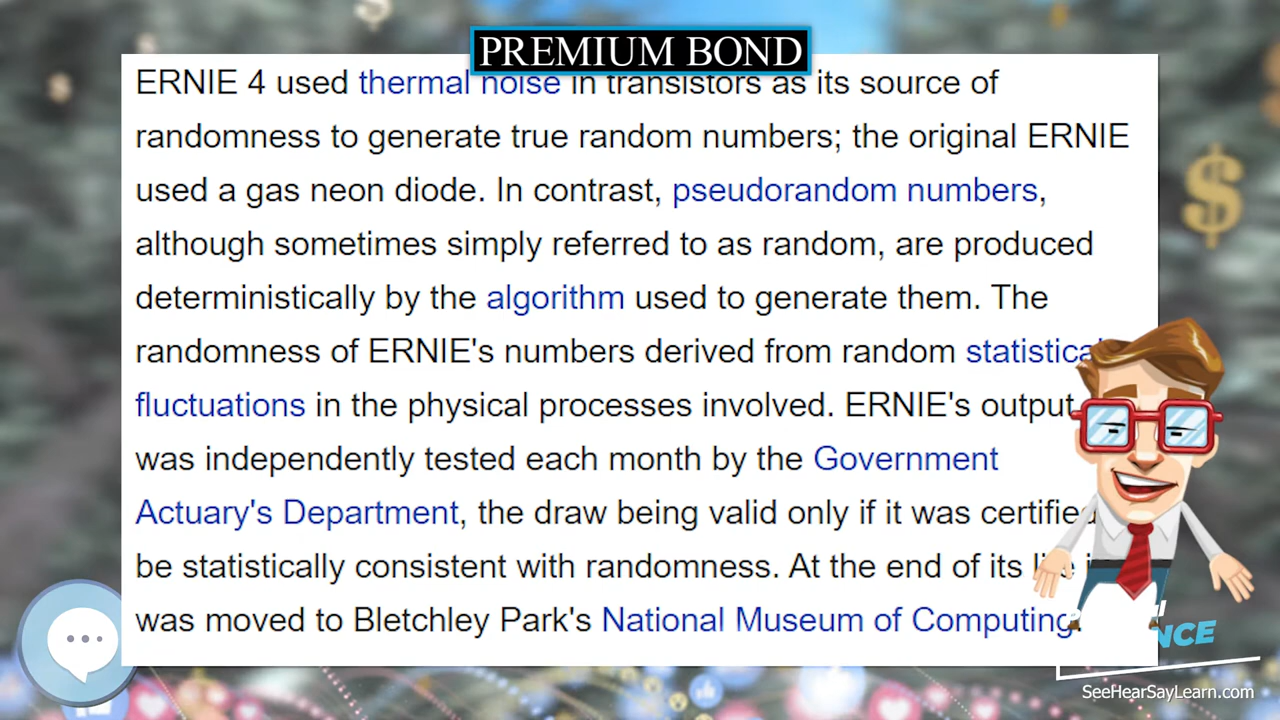 PREMIUM BOND
ERNIE 4 used thermal noise in transistors as its source of
randomness to generate true random numbers; the original ERNIE
used a gas neon diode. In contrast, pseudorandom numbers,
although sometimes simply referred to as random, are produced
deterministically by the algorithm used to generate them. The
randomness of ERNIE's numbers derived from random statistical
fluctuations in the physical processes involved. ERNIE's output
was independently tested each month by the Government
Actuary's Department, the draw being valid only if it was certified
be statistically consistent with randomness. At the end of its life it
was moved to Bletchley Park's National Museum of Computing.
SeeHearSayLearn.com